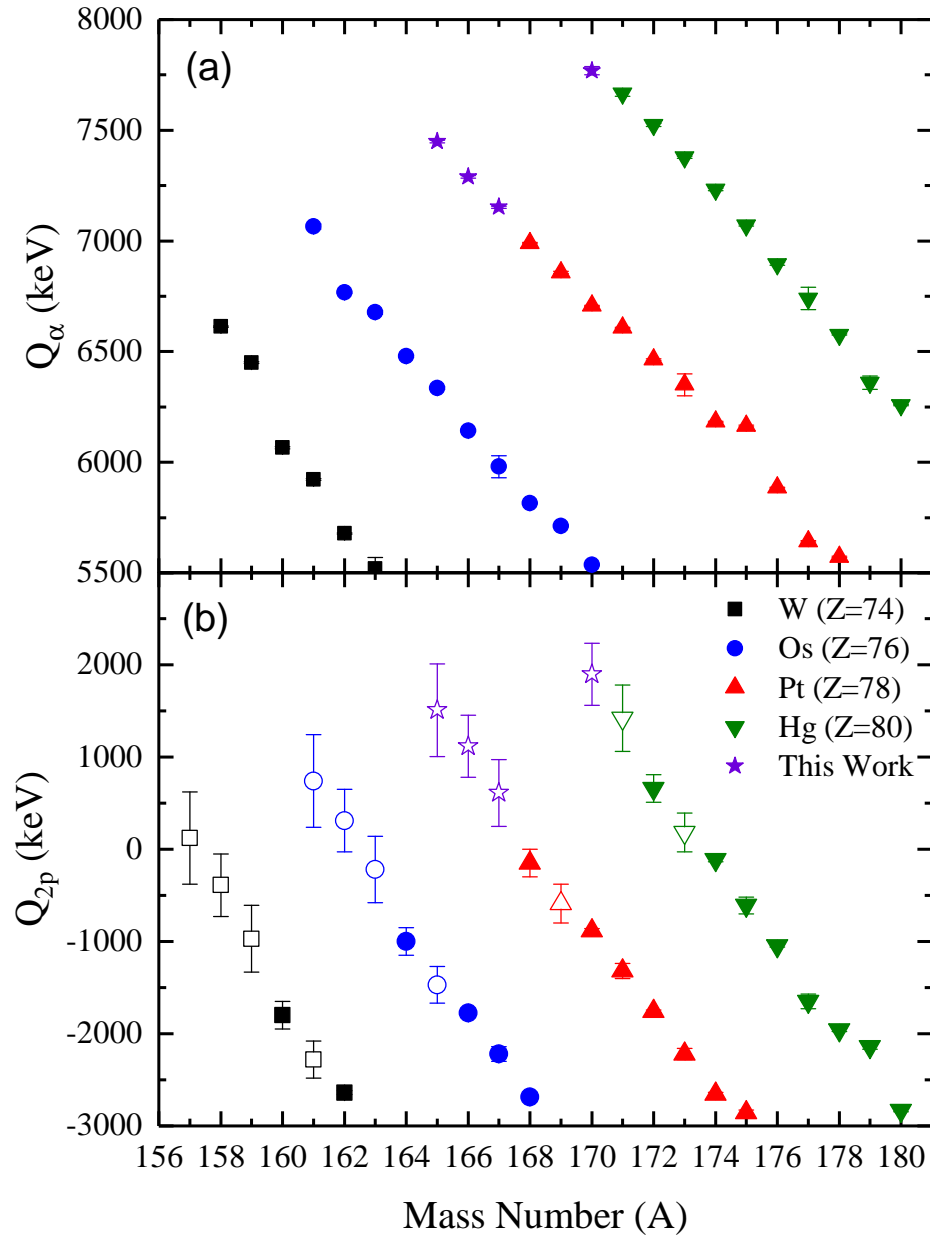 8000
(a)
7500
7000
6500
6000
5500
Q_α (keV)
(b)
W (Z=74)
Os (Z=76)
Pt (Z=78)
Hg (Z=80)
This Work
2000
1000
0
-1000
-2000
-3000
Q_2p (keV)
156 158 160 162 164 166 168 170 172 174 176 178 180
Mass Number (A)